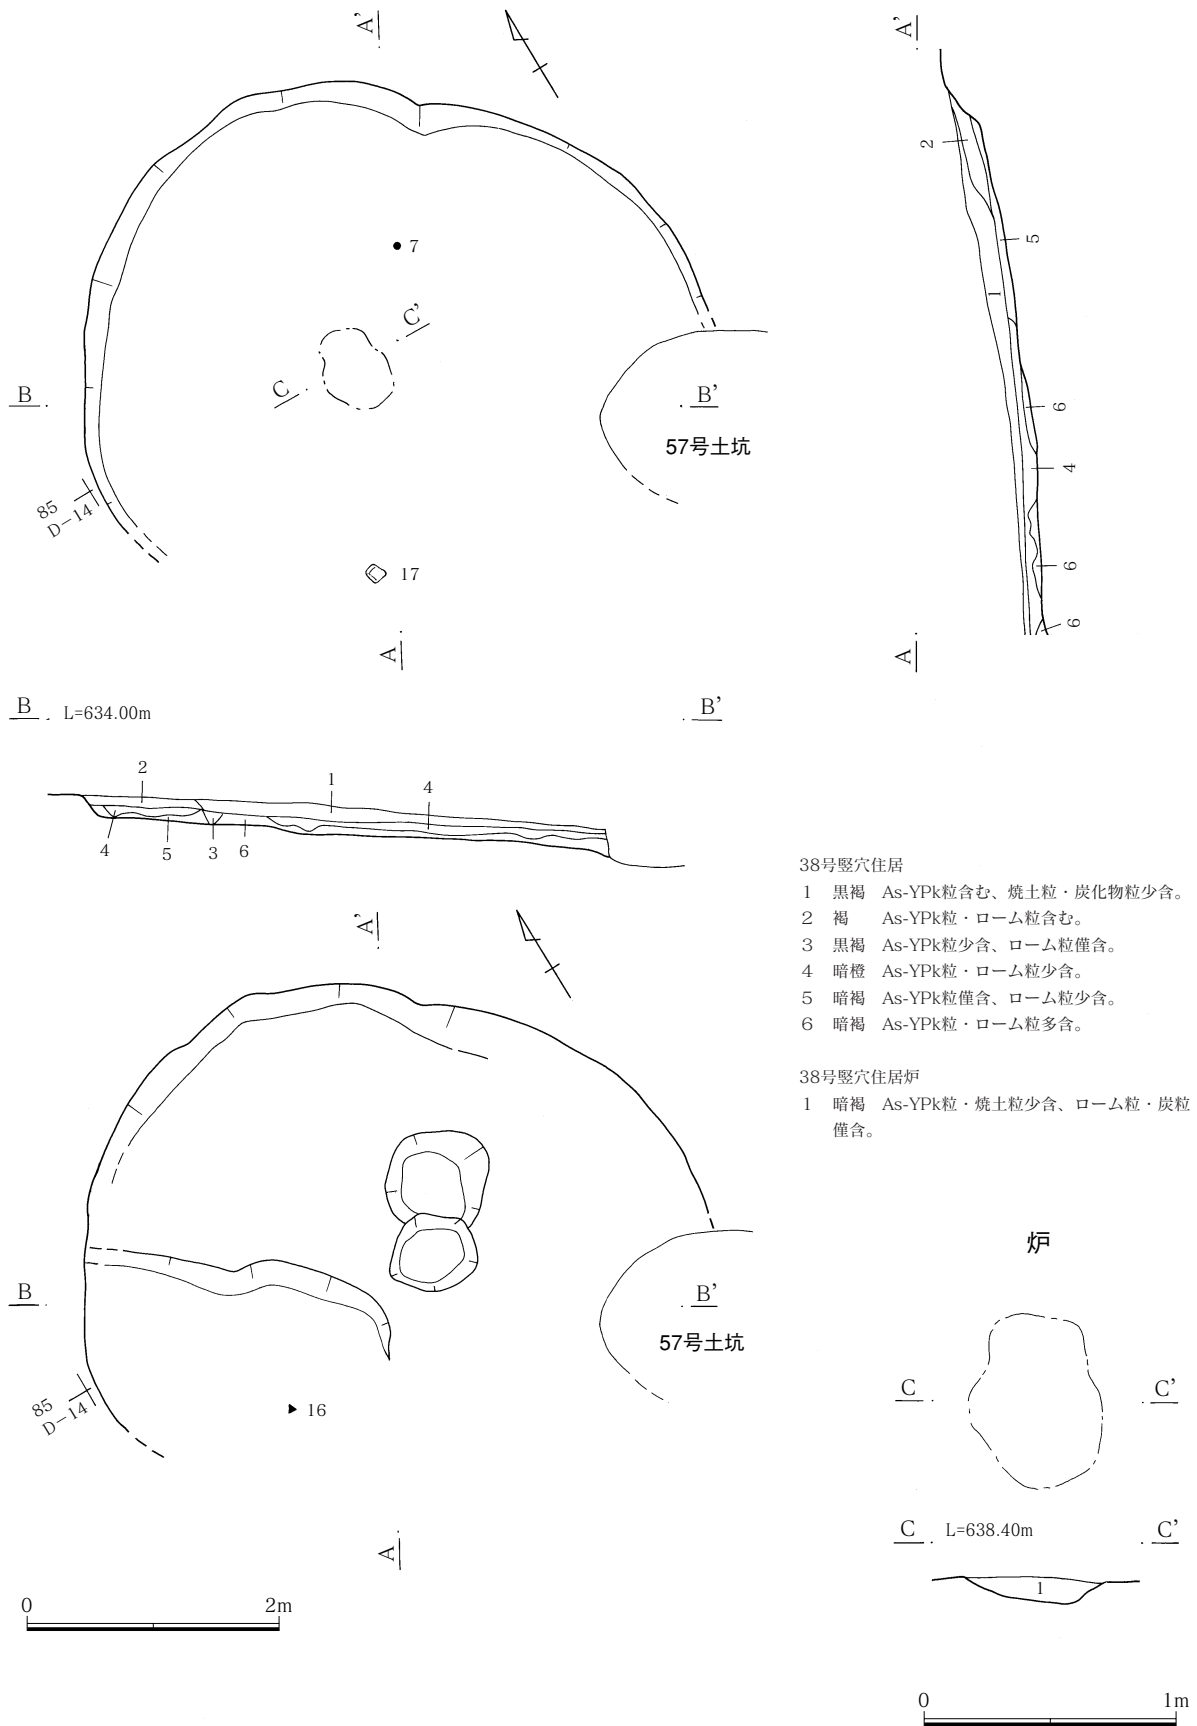 A'
A'
2
5
1
6
4
6
6
A
7
C'
C
B
B'
57号土坑
85
D-14
17
A
B L=634.00m
B'
2
1
4
4
5
3
6
38号竪穴住居
1 黒褐 As-YPk粒含む、焼土粒・炭化物粒少含。
2 褐 As-YPk粒・ローム粒含む。
3 黒褐 As-YPk粒少含、ローム粒僅含。
4 暗橙 As-YPk粒・ローム粒少含。
5 暗褐 As-YPk粒僅含、ローム粒少含。
6 暗褐 As-YPk粒・ローム粒多含。
38号竪穴住居炉
1 暗褐 As-YPk粒・焼土粒少含、ローム粒・炭粒
僅含。
A'
B
B'
57号土坑
85
D-14
16
A
0 2m
炉
C
C'
C L=638.40m
C'
1
0 1m